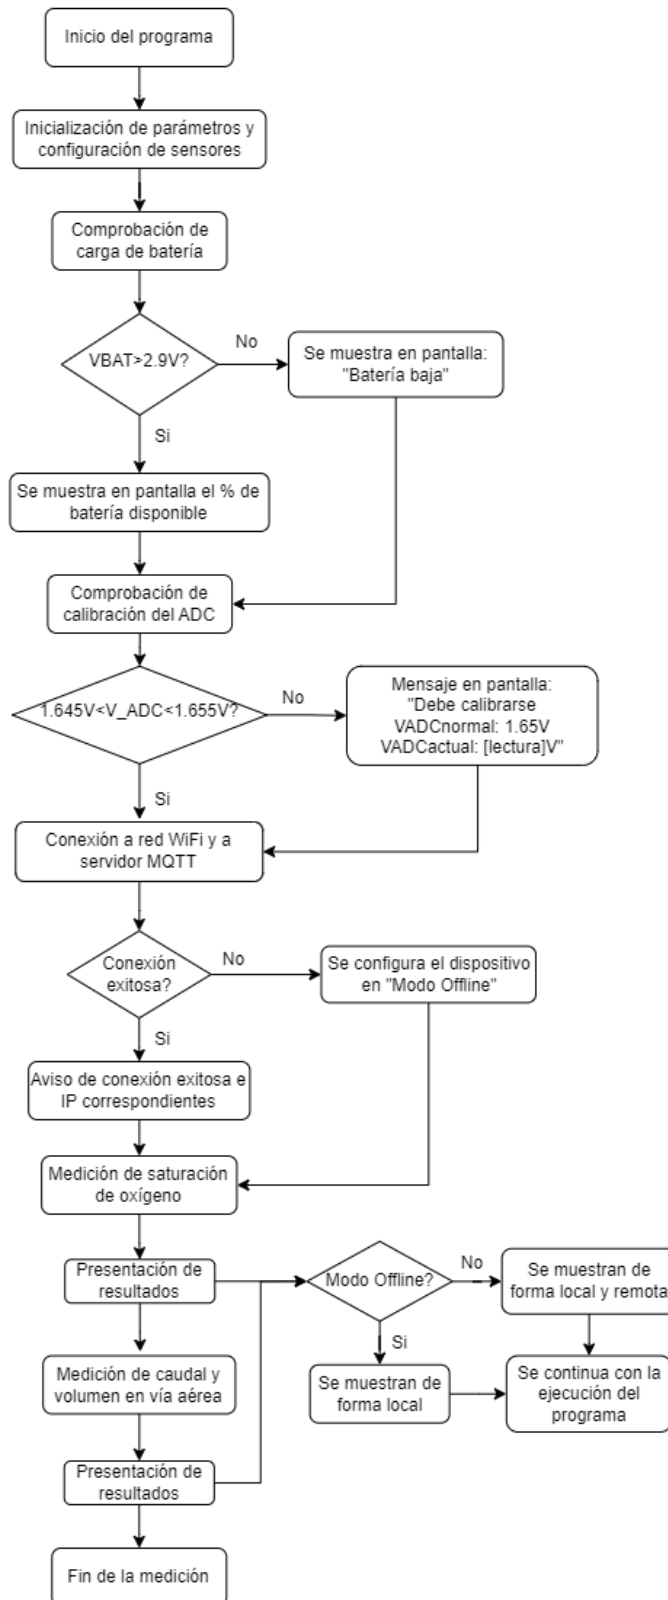 Inicio del programa
Inicialización de parámetros y
configuración de sensores
Comprobación de
carga de batería
VBAT>2.9V?
No
Se muestra en pantalla:
"Batería baja"
Si
Se muestra en pantalla el % de
batería disponible
Comprobación de
calibración del ADC
1.645V<V_ADC<1.655V?
No
Mensaje en pantalla:
"Debe calibrarse
VADCnormal: 1.65V
VADCactual: [lectura]V"
Si
Conexión a red WiFi y a
servidor MQTT
Conexión
exitosa?
No
Se configura el dispositivo
en "Modo Offline"
Si
Aviso de conexión exitosa e
IP correspondientes
Medición de saturación
de oxígeno
Presentación de
resultados
Modo Offline?
No
Se muestran de
forma local y remota
Si
Se muestran de
forma local
Se continua con la
ejecución del
programa
Medición de caudal y
volumen en vía aérea
Presentación de
resultados
Fin de la medición